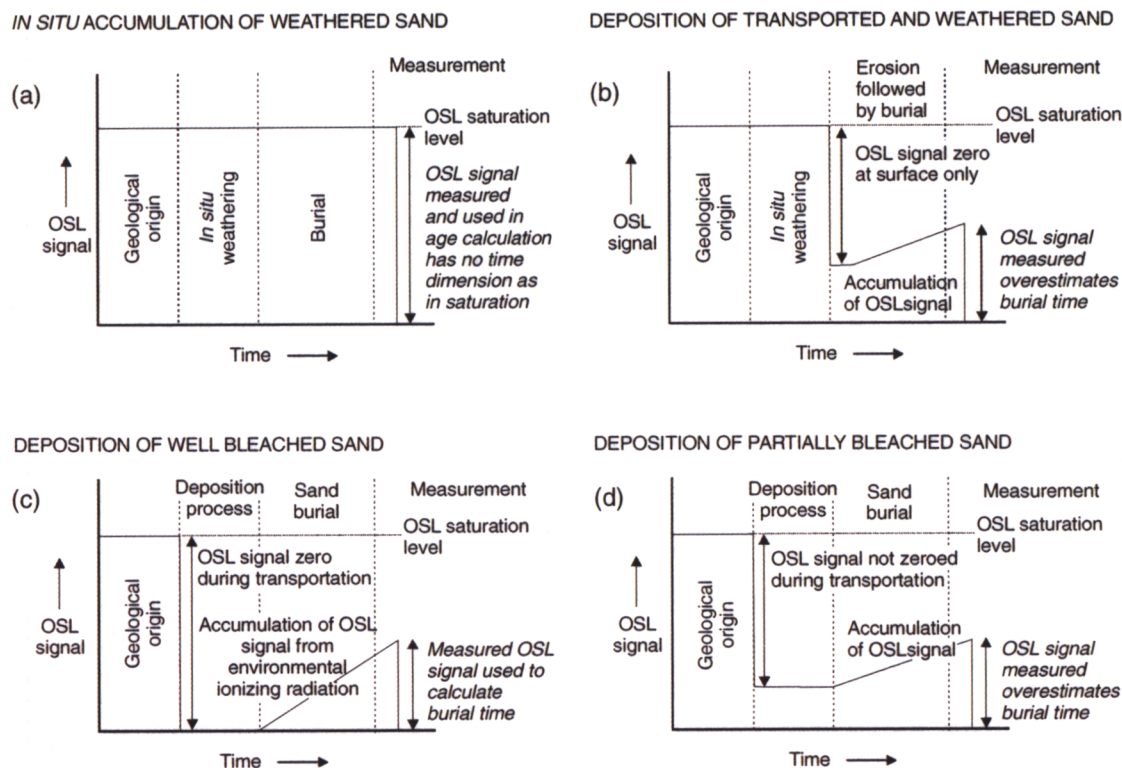 IN SITU ACCUMULATION OF WEATHERED SAND
(a)
Measurement
OSL saturation
level
OSL
signal
Geological
origin
In situ
weathering
Burial
OSL signal
measured
and used in
age calculation
has no time
dimension as
in saturation
Time
DEPOSITION OF TRANSPORTED AND WEATHERED SAND
(b)
Erosion
followed
by burial
Measurement
OSL saturation
level
OSL
signal
Geological
origin
In situ
weathering
OSL signal zero
at surface only
Accumulation
of OSLsignal
OSL signal
measured
overestimates
burial time
Time
DEPOSITION OF WELL BLEACHED SAND
(c)
Deposition
process
Sand
burial
Measurement
OSL saturation
level
OSL
signal
Geological
origin
OSL signal zero
during transportation
Accumulation of OSL
signal from
environmental
ionizing radiation
Measured OSL
signal used to
calculate
burial time
Time
DEPOSITION OF PARTIALLY BLEACHED SAND
(d)
Deposition
process
Sand
burial
Measurement
OSL saturation
level
OSL
signal
Geological
origin
OSL signal not zeroed
during transportation
Accumulation
of OSLsignal
OSL signal
measured
overestimates
burial time
Time